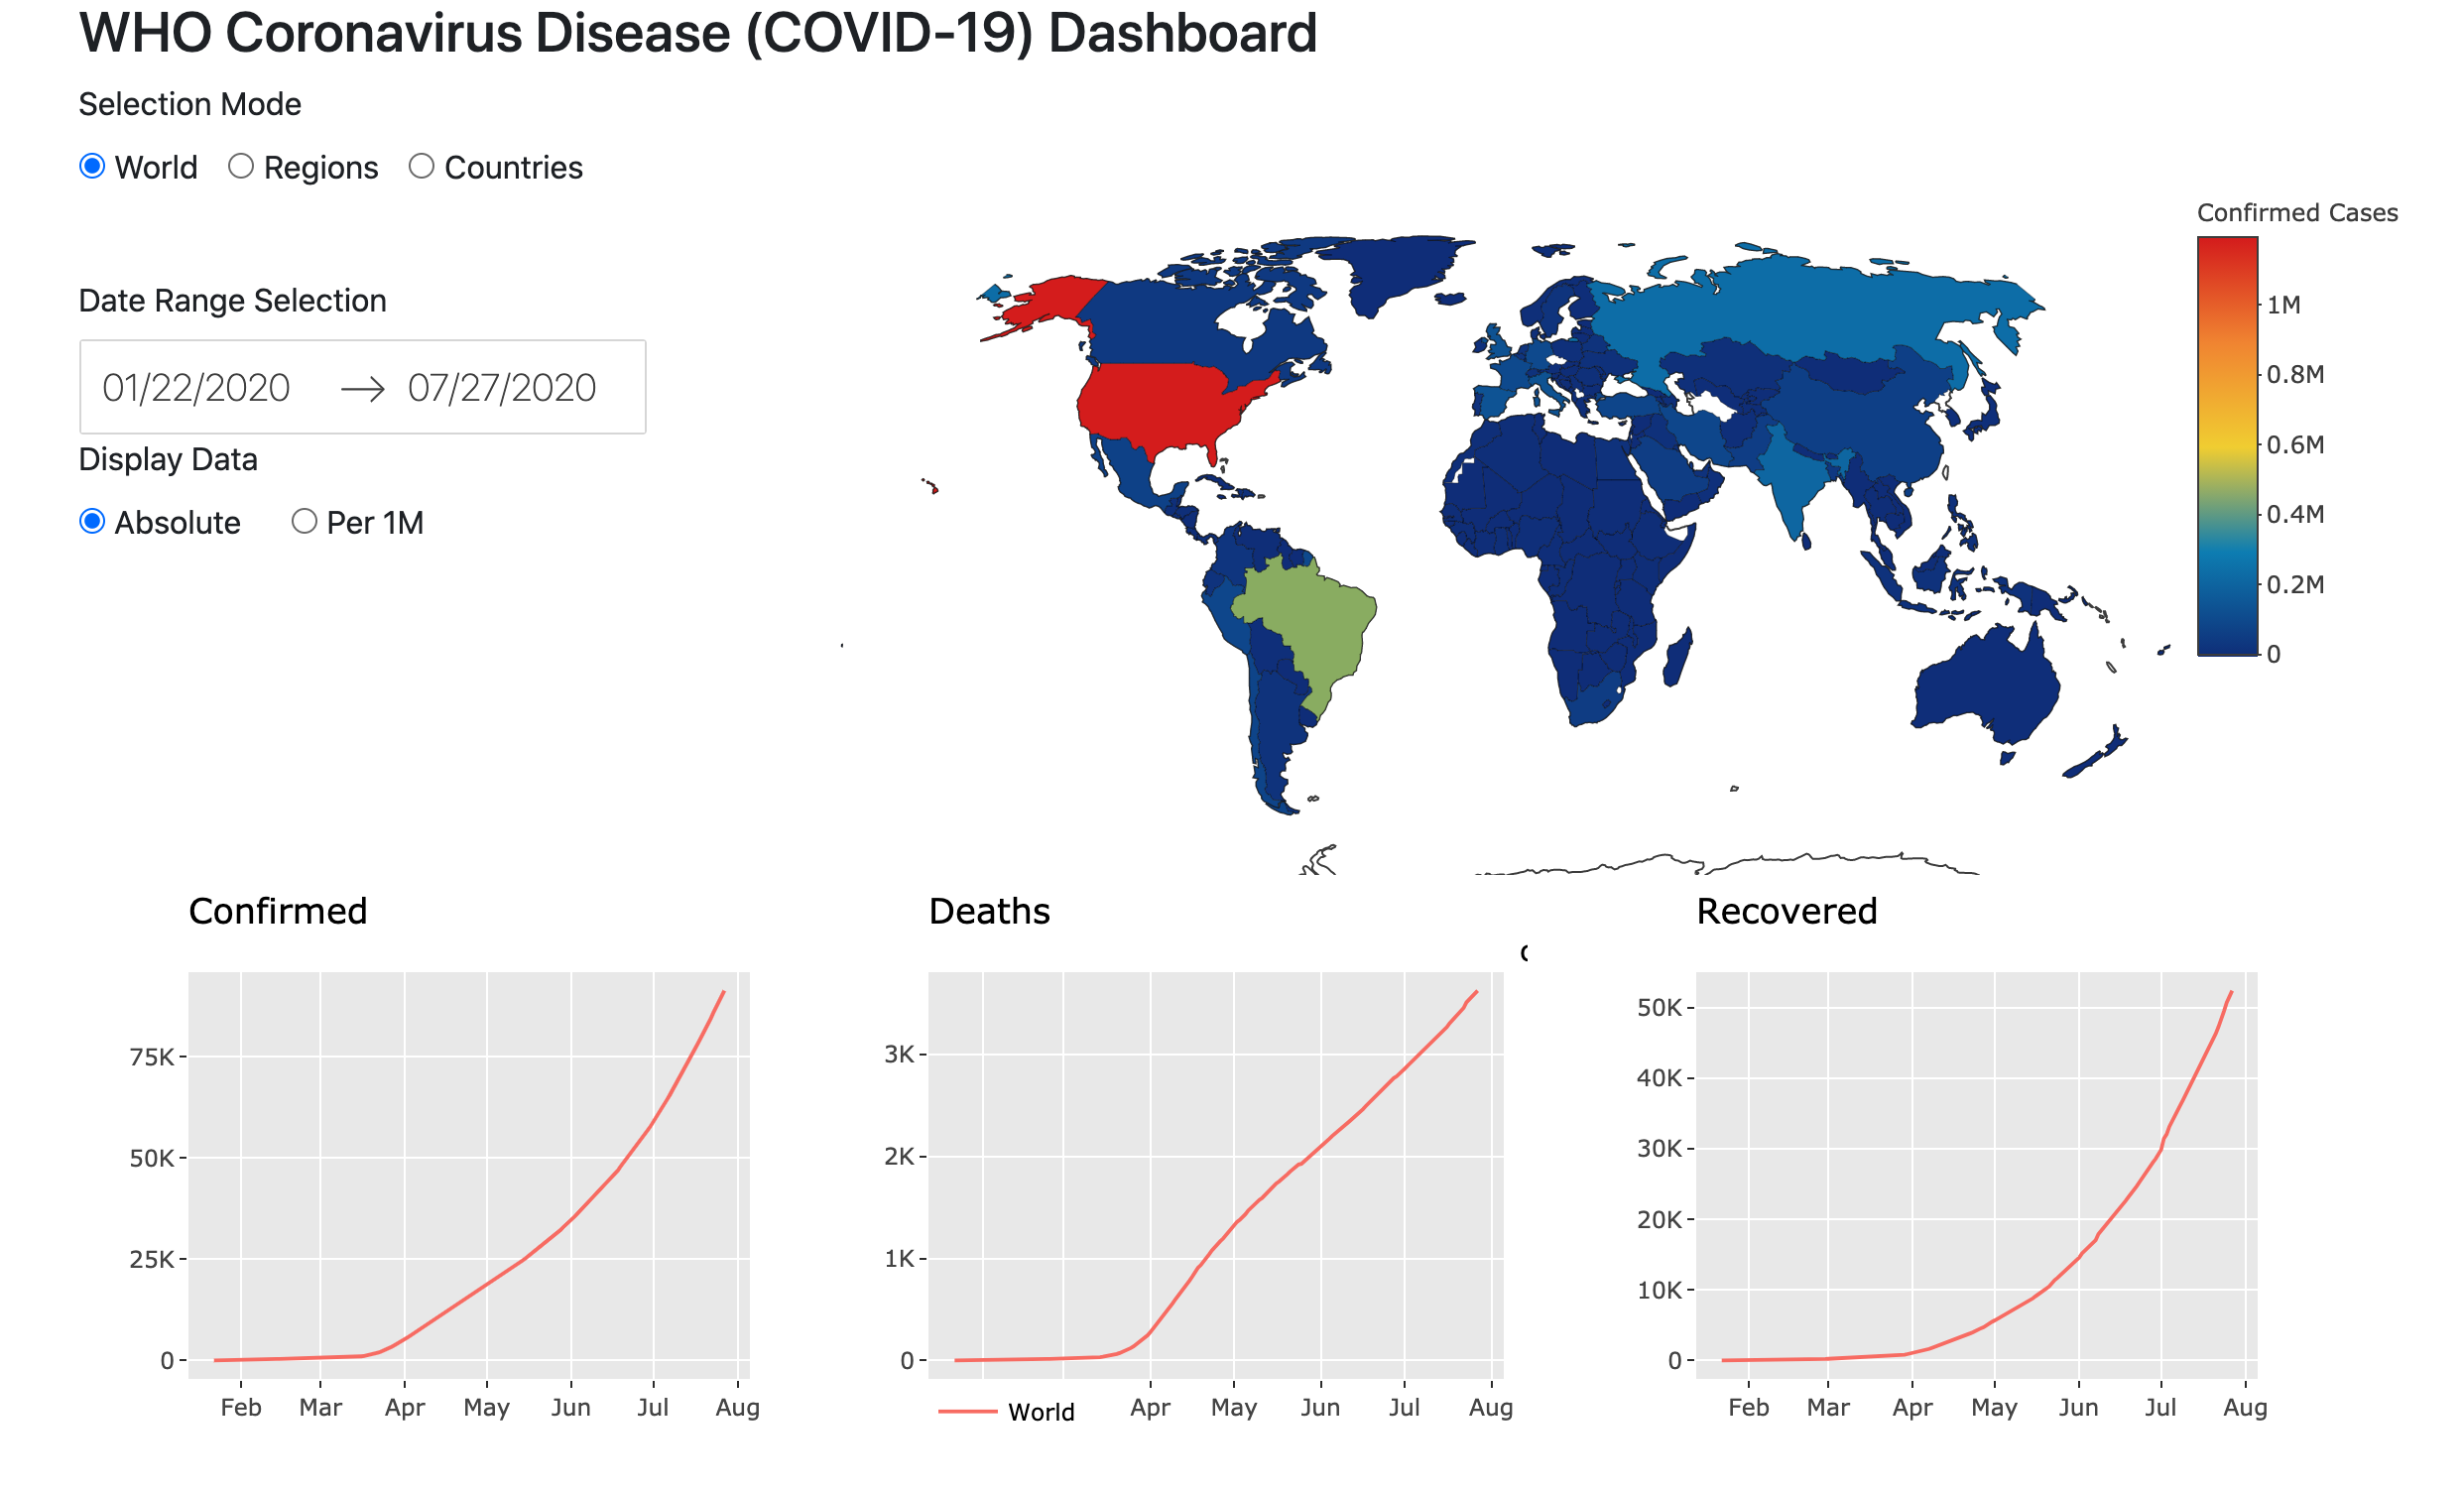 WHO Coronavirus Disease (COVID-19) Dashboard
Selection Mode
World Regions Countries
Date Range Selection
01/22/2020 → 07/27/2020
Display Data
Absolute Per 1M
Confirmed Cases
1M
0.8M
0.6M
0.4M
0.2M
0
Confirmed
75K
50K
25K
0
Feb Mar Apr May Jun Jul Aug
Deaths
3K
2K
1K
0
Apr May Jun Jul Aug
World
Recovered
50K
40K
30K
20K
10K
0
Feb Mar Apr May Jun Jul Aug